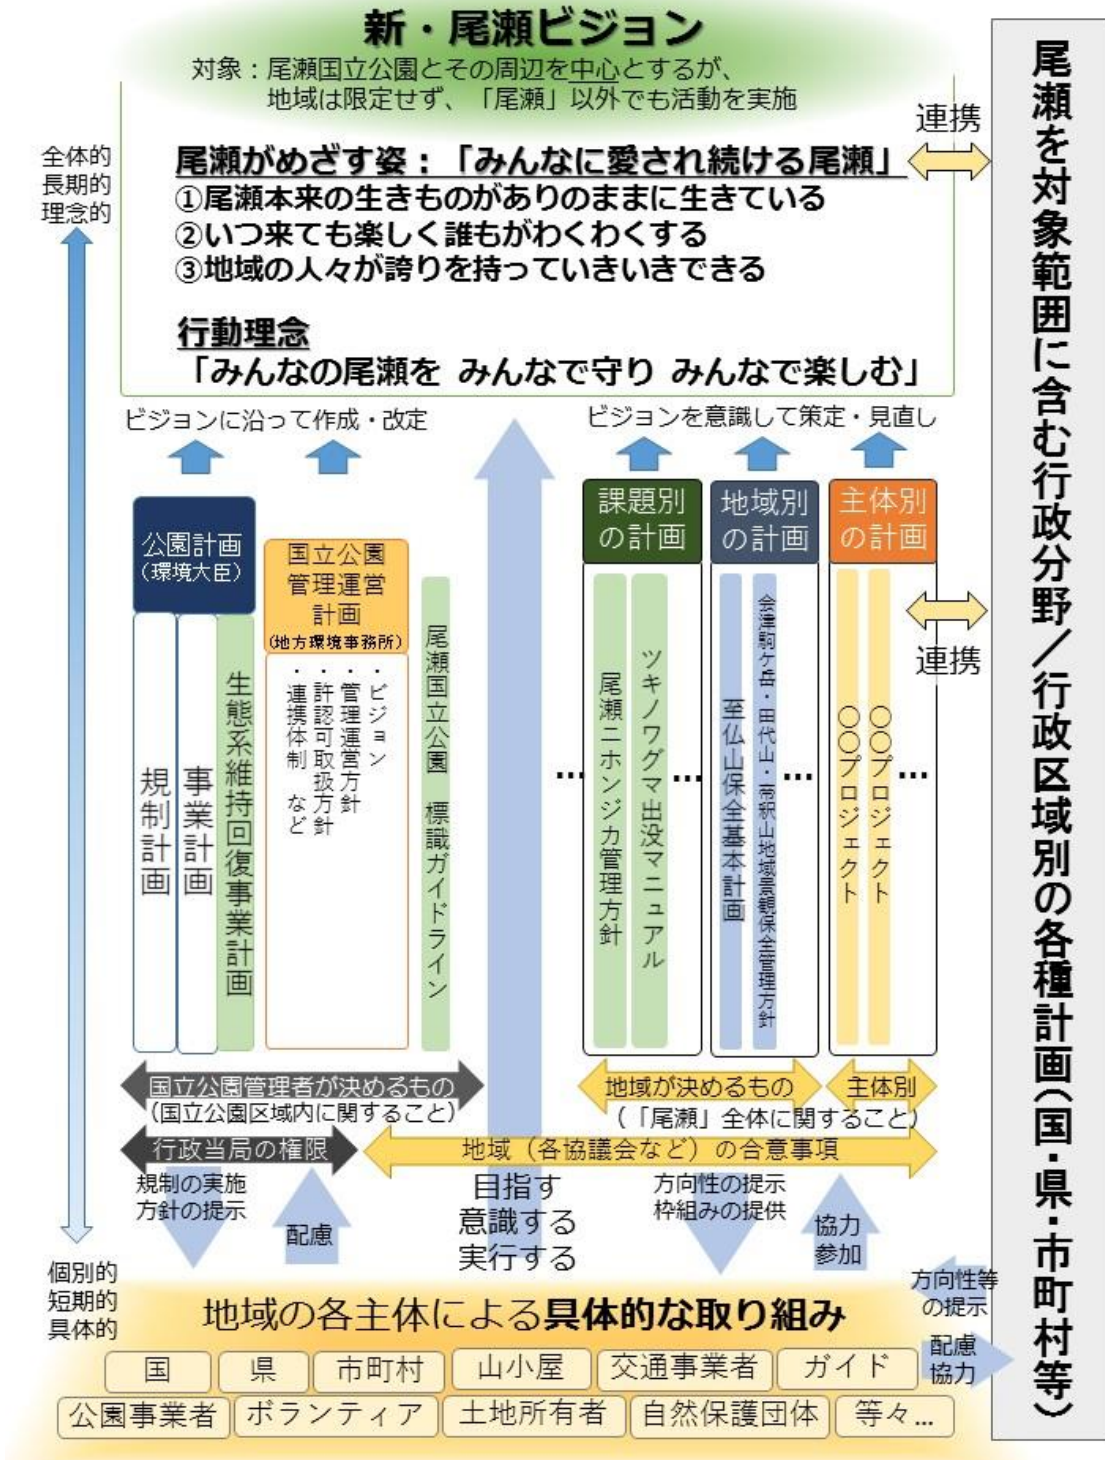 新・尾瀬ビジョン
対象：尾瀬国立公園とその周辺を中心とするが、
地域は限定せず、「尾瀬」以外でも活動を実施
尾瀬がめざす姿：「みんなに愛され続ける尾瀬」
①尾瀬本来の生きものがありのままに生きている
②いつ来ても楽しく誰もがわくわくする
③地域の人々が誇りを持っていきいきできる
行動理念
「みんなの尾瀬を みんなで守り みんなで楽しむ」
連携
全体的
長期的
理念的
ビジョンに沿って作成・改定
ビジョンを意識して策定・見直し
公園計画
（環境大臣）
規制計画
事業計画
生態系維持回復事業計画
国立公園
管理運営
計画
(地方環境事務所)
・ビジョン
・管理運営方針
・許認可取扱方針
・連携体制 など
尾瀬国立公園 標識ガイドライン
課題別
の計画
尾瀬ニホンジカ管理方針
ツキノワグマ出没マニュアル
…
地域別
の計画
至仏山保全基本計画
会津駒ケ岳・田代山・帝釈山地域景観保全管理方針
…
主体別
の計画
〇〇プロジェクト
〇〇プロジェクト
…
…
連携
国立公園管理者が決めるもの
（国立公園区域内に関すること）
地域が決めるもの
主体別
（「尾瀬」全体に関すること）
行政当局の権限
地域（各協議会など）の合意事項
規制の実施
方針の提示
配慮
目指す
意識する
実行する
方向性の提示
枠組みの提供
協力
参加
個別的
短期的
具体的
方向性等
の提示
配慮
協力
地域の各主体による具体的な取り組み
国
県
市町村
山小屋
交通事業者
ガイド
公園事業者
ボランティア
土地所有者
自然保護団体
等々…
尾瀬を対象範囲に含む行政分野／行政区域別の各種計画（国・県・市町村等）